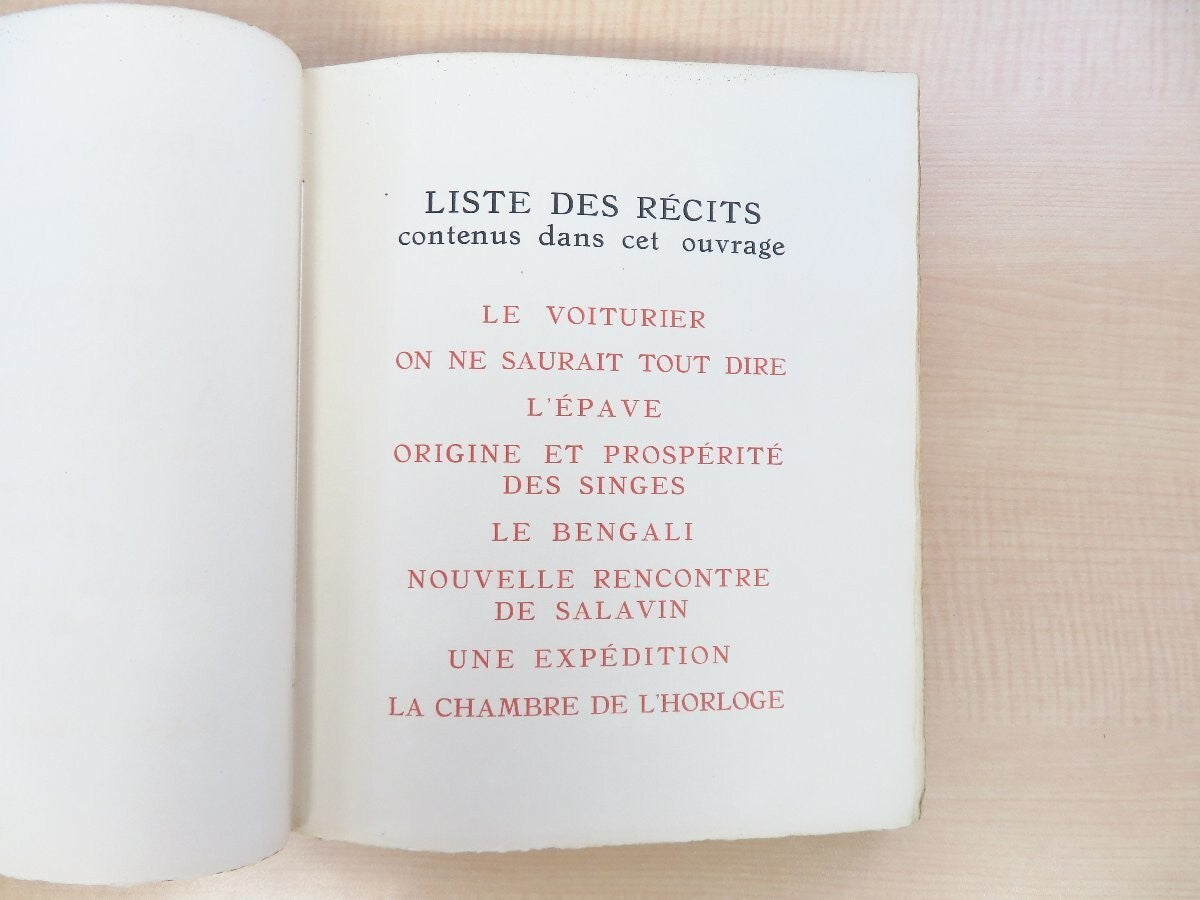 LISTE DES RÉCITS
contenus dans cet ouvrage
LE VOITURIER
ON NE SAURAIT TOUT DIRE
L'ÉPAVE
ORIGINE ET PROSPÉRITÉ
DES SINGES
LE BENGALI
NOUVELLE RENCONTRE
DE SALAVIN
UNE EXPÉDITION
LA CHAMBRE DE L'HORLOGE